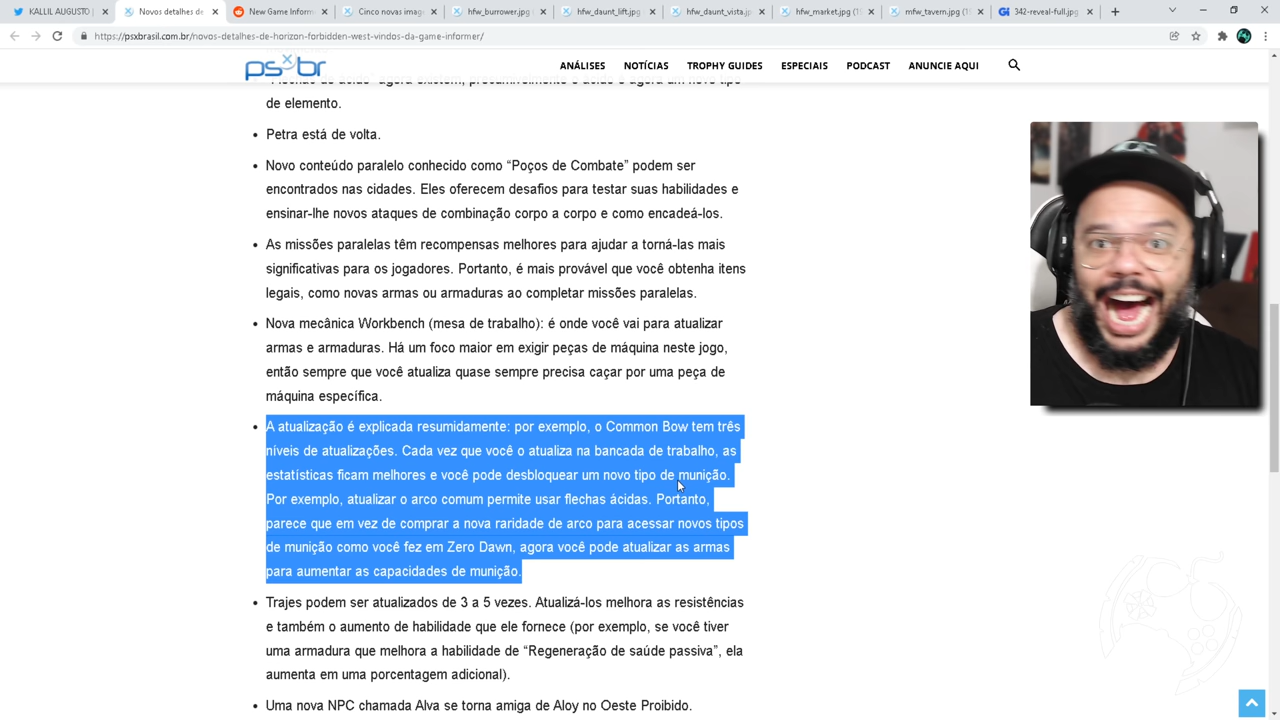 KALLIL AUGUSTO |
Novos detalhes de
New Game Inform
Cinco novas imag
hfw_burrower.jpg
hfw_daunt_lift.jp
hfw_daunt_vista.jp
hfw_market.jpg (1
mfw_tavern.jpg (1
342-reveal-full.jpg
https://psxbrasil.com.br/novos-detalhes-de-horizon-forbidden-west-vindos-da-game-informer/
psxbr
ANÁLISES
NOTÍCIAS
TROPHY GUIDES
ESPECIAIS
PODCAST
ANUNCIE AQUI
de elemento.
Petra está de volta.
Novo conteúdo paralelo conhecido como “Poços de Combate” podem ser
encontrados nas cidades. Eles oferecem desafios para testar suas habilidades e
ensinar-lhe novos ataques de combinação corpo a corpo e como encadeá-los.
As missões paralelas têm recompensas melhores para ajudar a torná-las mais
significativas para os jogadores. Portanto, é mais provável que você obtenha itens
legais, como novas armas ou armaduras ao completar missões paralelas.
Nova mecânica Workbench (mesa de trabalho): é onde você vai para atualizar
armas e armaduras. Há um foco maior em exigir peças de máquina neste jogo,
então sempre que você atualiza quase sempre precisa caçar por uma peça de
máquina específica.
A atualização é explicada resumidamente: por exemplo, o Common Bow tem três
níveis de atualizações. Cada vez que você o atualiza na bancada de trabalho, as
estatísticas ficam melhores e você pode desbloquear um novo tipo de munição.
Por exemplo, atualizar o arco comum permite usar flechas ácidas. Portanto,
parece que em vez de comprar a nova raridade de arco para acessar novos tipos
de munição como você fez em Zero Dawn, agora você pode atualizar as armas
para aumentar as capacidades de munição.
Trajes podem ser atualizados de 3 a 5 vezes. Atualizá-los melhora as resistências
e também o aumento de habilidade que ele fornece (por exemplo, se você tiver
uma armadura que melhora a habilidade de “Regeneração de saúde passiva”, ela
aumenta em uma porcentagem adicional).
Uma nova NPC chamada Alva se torna amiga de Aloy no Oeste Proibido.